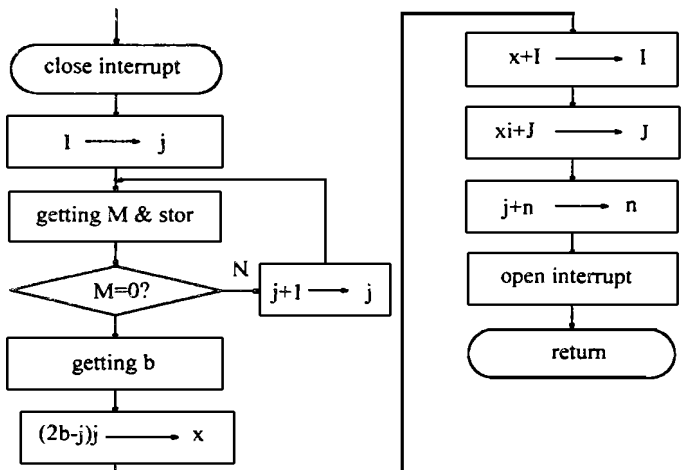 close interrupt
1 → j
getting M & stor
M=0?
N
j+1 → j
getting b
(2b-j)j → x
x+I → I
xi+J → J
j+n → n
open interrupt
return